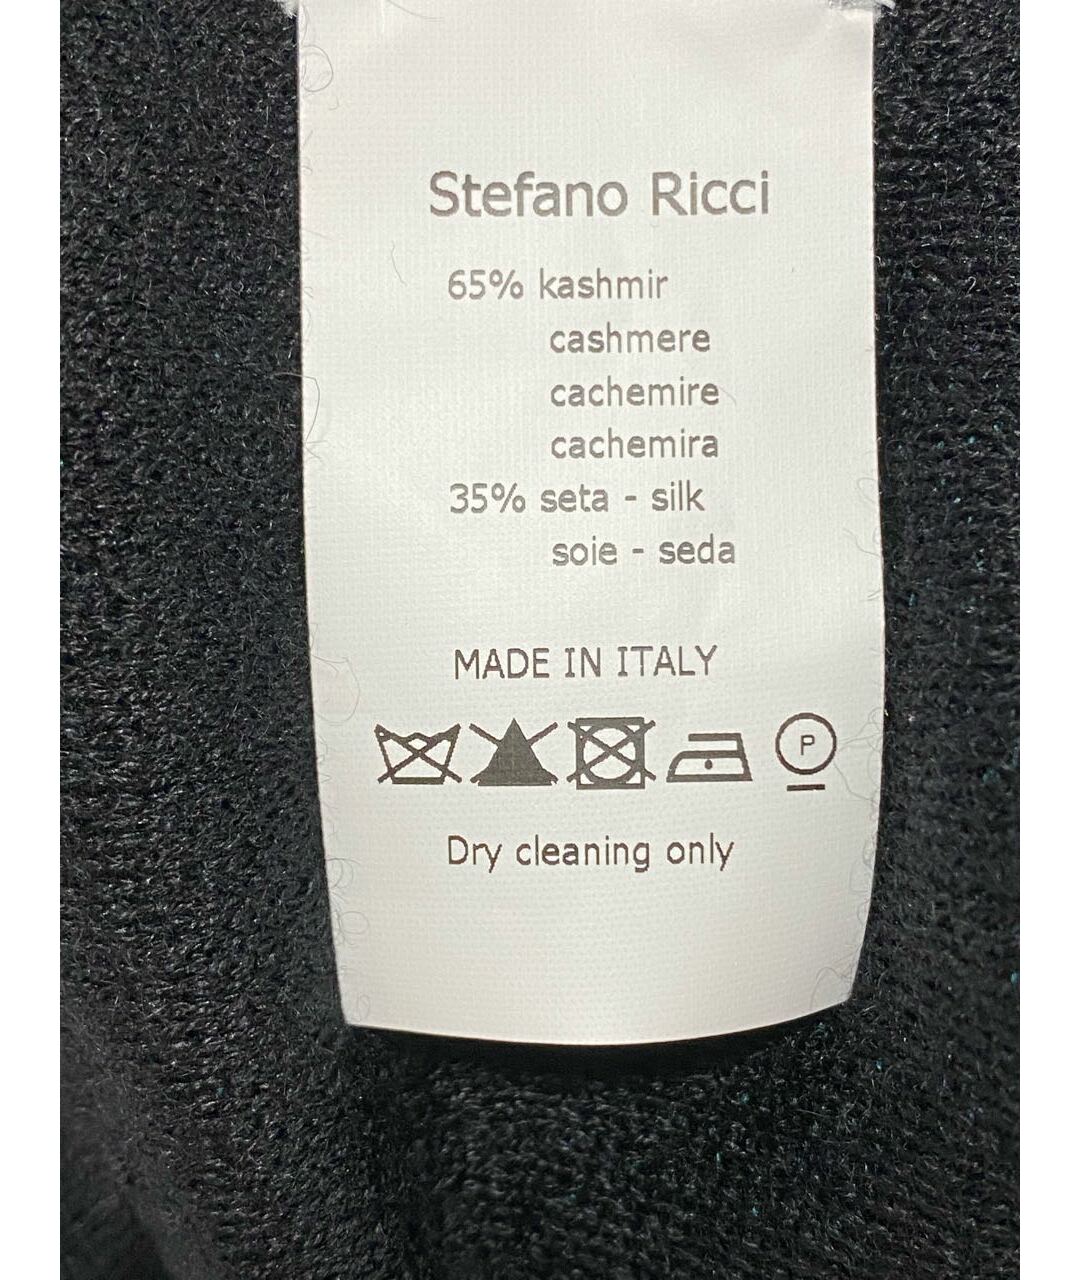 Stefano Ricci
65% kashmir
cashmere
cachemire
cachemira
35% seta - silk
soie - seda
MADE IN ITALY
P
Dry cleaning only